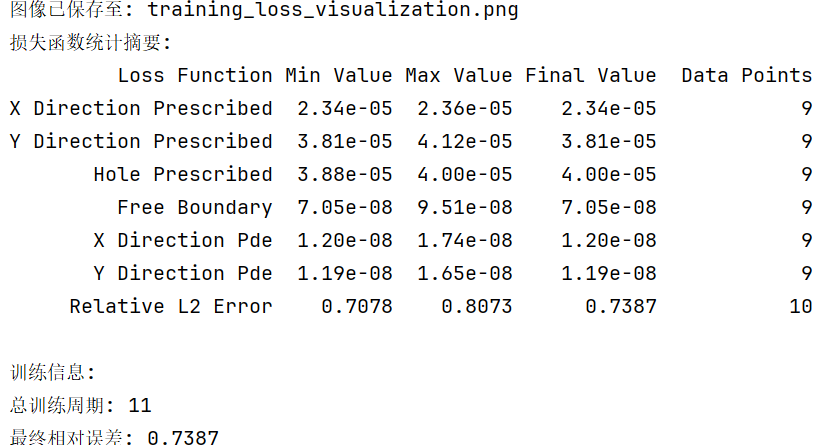 图像已保存至: training_loss_visualization.png
损失函数统计摘要:
Loss Function Min Value Max Value Final Value Data Points
X Direction Prescribed 2.34e-05 2.36e-05 2.34e-05 9
Y Direction Prescribed 3.81e-05 4.12e-05 3.81e-05 9
Hole Prescribed 3.88e-05 4.00e-05 4.00e-05 9
Free Boundary 7.05e-08 9.51e-08 7.05e-08 9
X Direction Pde 1.20e-08 1.74e-08 1.20e-08 9
Y Direction Pde 1.19e-08 1.65e-08 1.19e-08 9
Relative L2 Error 0.7078 0.8073 0.7387 10
训练信息:
总训练周期: 11
最终相对误差: 0.7387